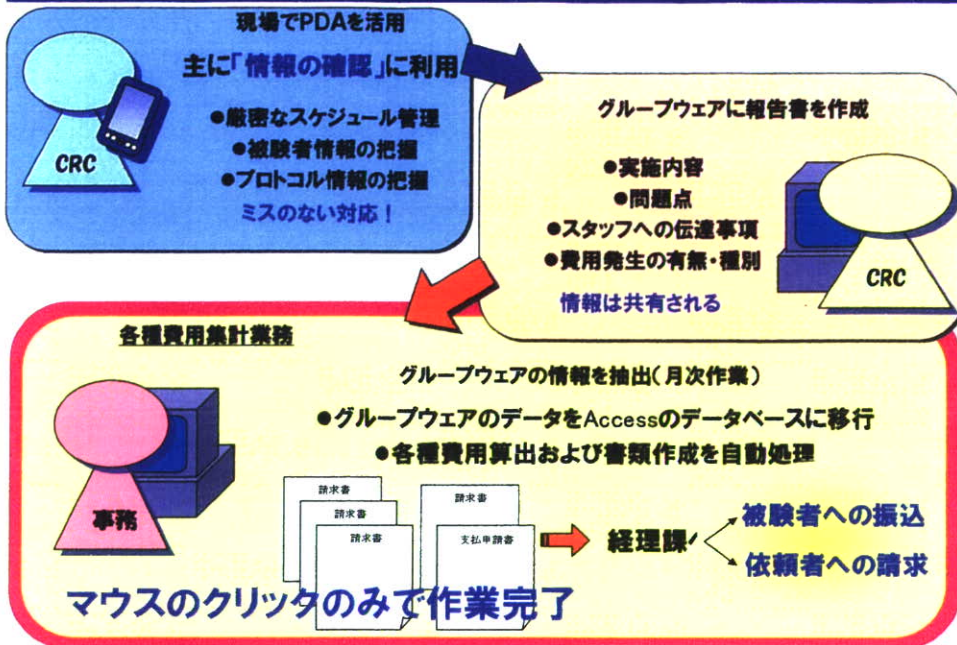 現場でPDAを活用
主に「情報の確認」に利用
●厳密なスケジュール管理
●被験者情報の把握
●プロトコル情報の把握
ミスのない対応！
CRC
グループウェアに報告書を作成
●実施内容
●問題点
●スタッフへの伝達事項
●費用発生の有無・種別
情報は共有される
CRC
各種費用集計業務
グループウェアの情報を抽出（月次作業）
●グループウェアのデータをAccessのデータベースに移行
●各種費用算出および書類作成を自動処理
事務
請求書
請求書
請求書
請求書
支払申請書
経理課
被験者への振込
依頼者への請求
マウスのクリックのみで作業完了